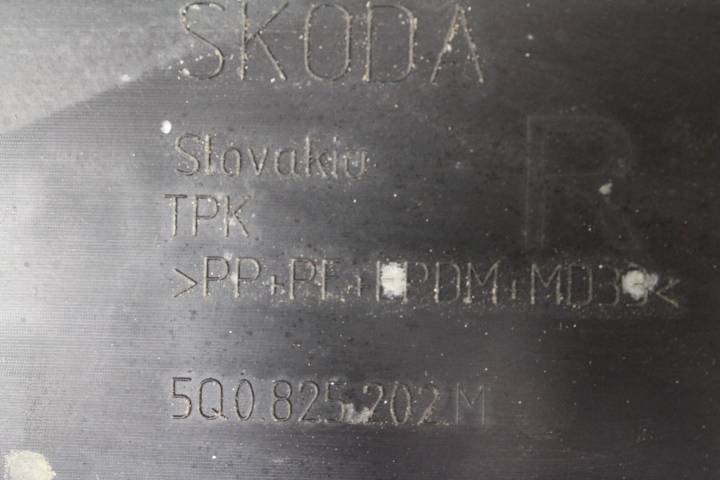 SKODA
Slovakia
R
TPK
>PP+PE+EPDM+MD30<
5Q0.825.202.M